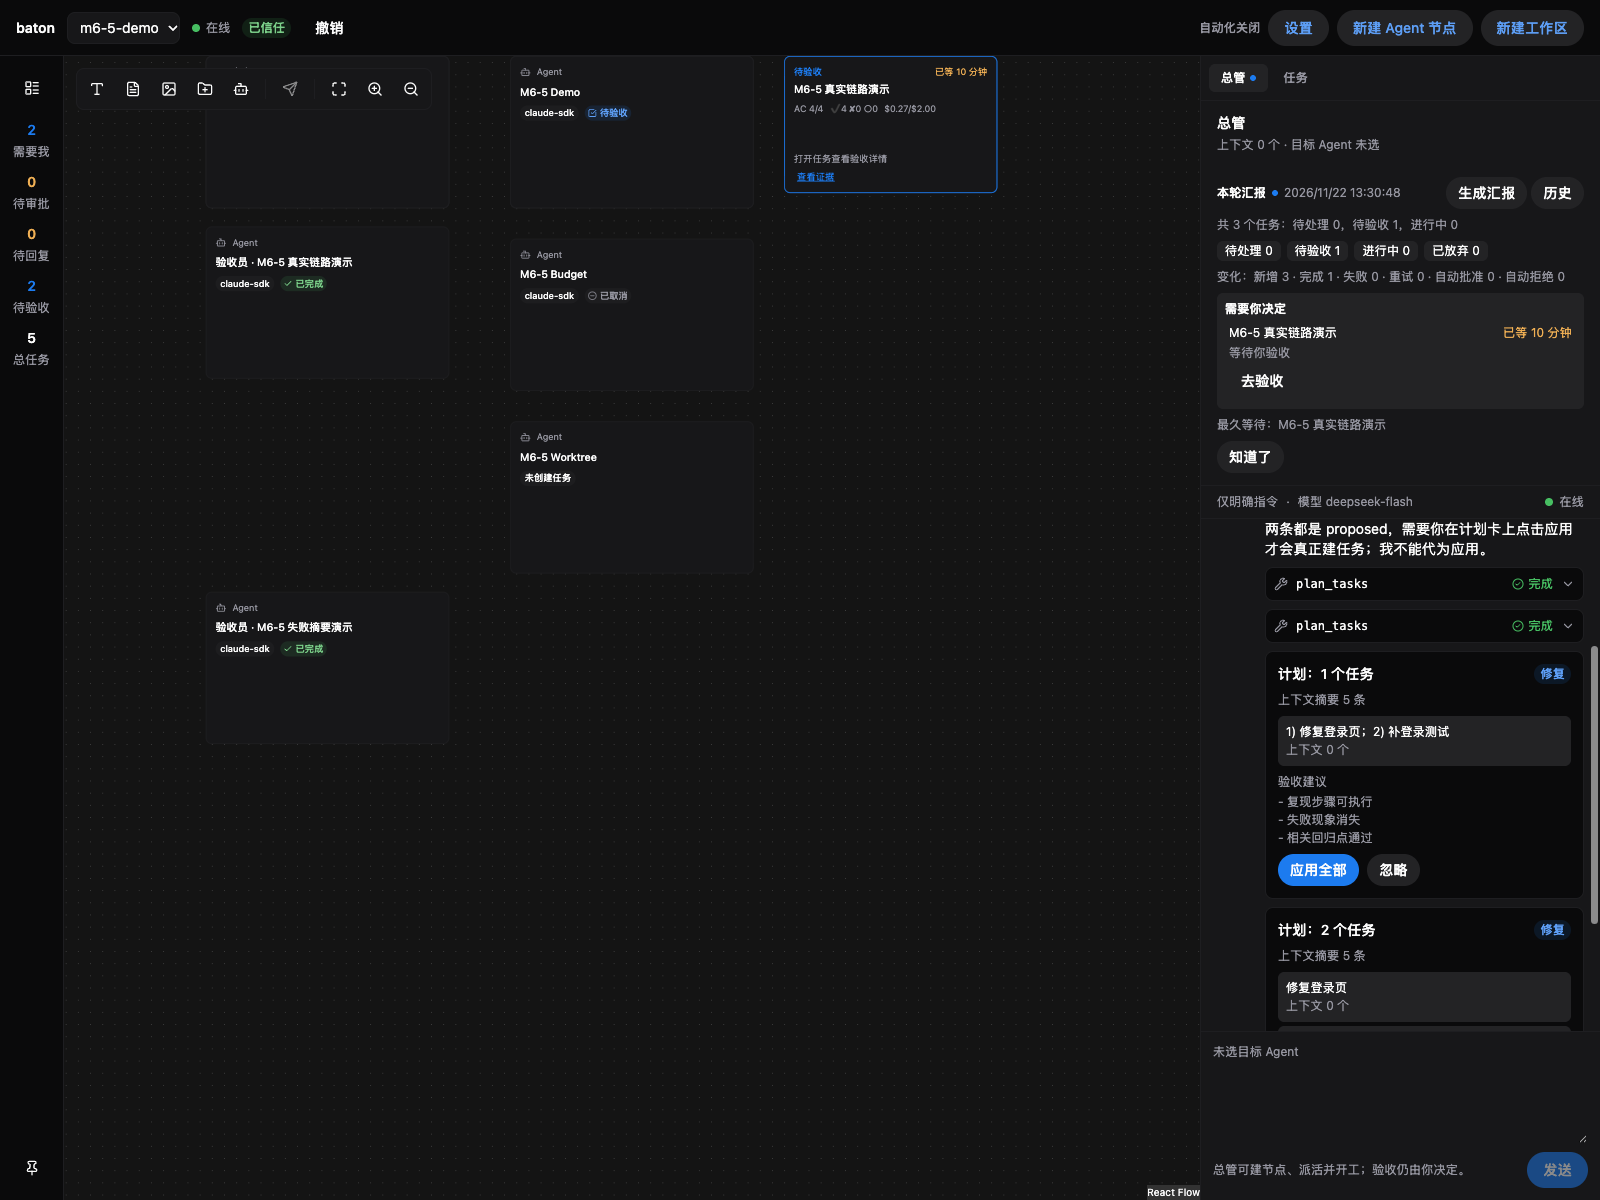 baton
m6-5-demo
在线
已信任
撤销
自动化关闭
设置
新建 Agent 节点
新建工作区
2
需要我
0
待审批
0
待回复
2
待验收
5
总任务
Agent
M6-5 Demo
claude-sdk
待验收
待验收
已等 10 分钟
M6-5 真实链路演示
AC 4/4 ✓4 ✘0 ○0 $0.27/$2.00
打开任务查看验收详情
查看证据
Agent
验收员 · M6-5 真实链路演示
claude-sdk
已完成
Agent
M6-5 Budget
claude-sdk
已取消
Agent
M6-5 Worktree
未创建任务
Agent
验收员 · M6-5 失败摘要演示
claude-sdk
已完成
React Flow
总管
任务
总管
上下文 0 个 · 目标 Agent 未选
本轮汇报
2026/11/22 13:30:48
生成汇报
历史
共 3 个任务：待处理 0，待验收 1，进行中 0
待处理 0
待验收 1
进行中 0
已放弃 0
变化：新增 3 · 完成 1 · 失败 0 · 重试 0 · 自动批准 0 · 自动拒绝 0
需要你决定
M6-5 真实链路演示
已等 10 分钟
等待你验收
去验收
最久等待：M6-5 真实链路演示
知道了
仅明确指令 · 模型 deepseek-flash
在线
两条都是 proposed，需要你在计划卡上点击应用
才会真正建任务；我不能代为应用。
plan_tasks
完成
plan_tasks
完成
计划：1 个任务
修复
上下文摘要 5 条
1) 修复登录页；2) 补登录测试
上下文 0 个
验收建议
- 复现步骤可执行
- 失败现象消失
- 相关回归点通过
应用全部
忽略
计划：2 个任务
修复
上下文摘要 5 条
修复登录页
上下文 0 个
未选目标 Agent
总管可建节点、派活并开工；验收仍由你决定。
发送